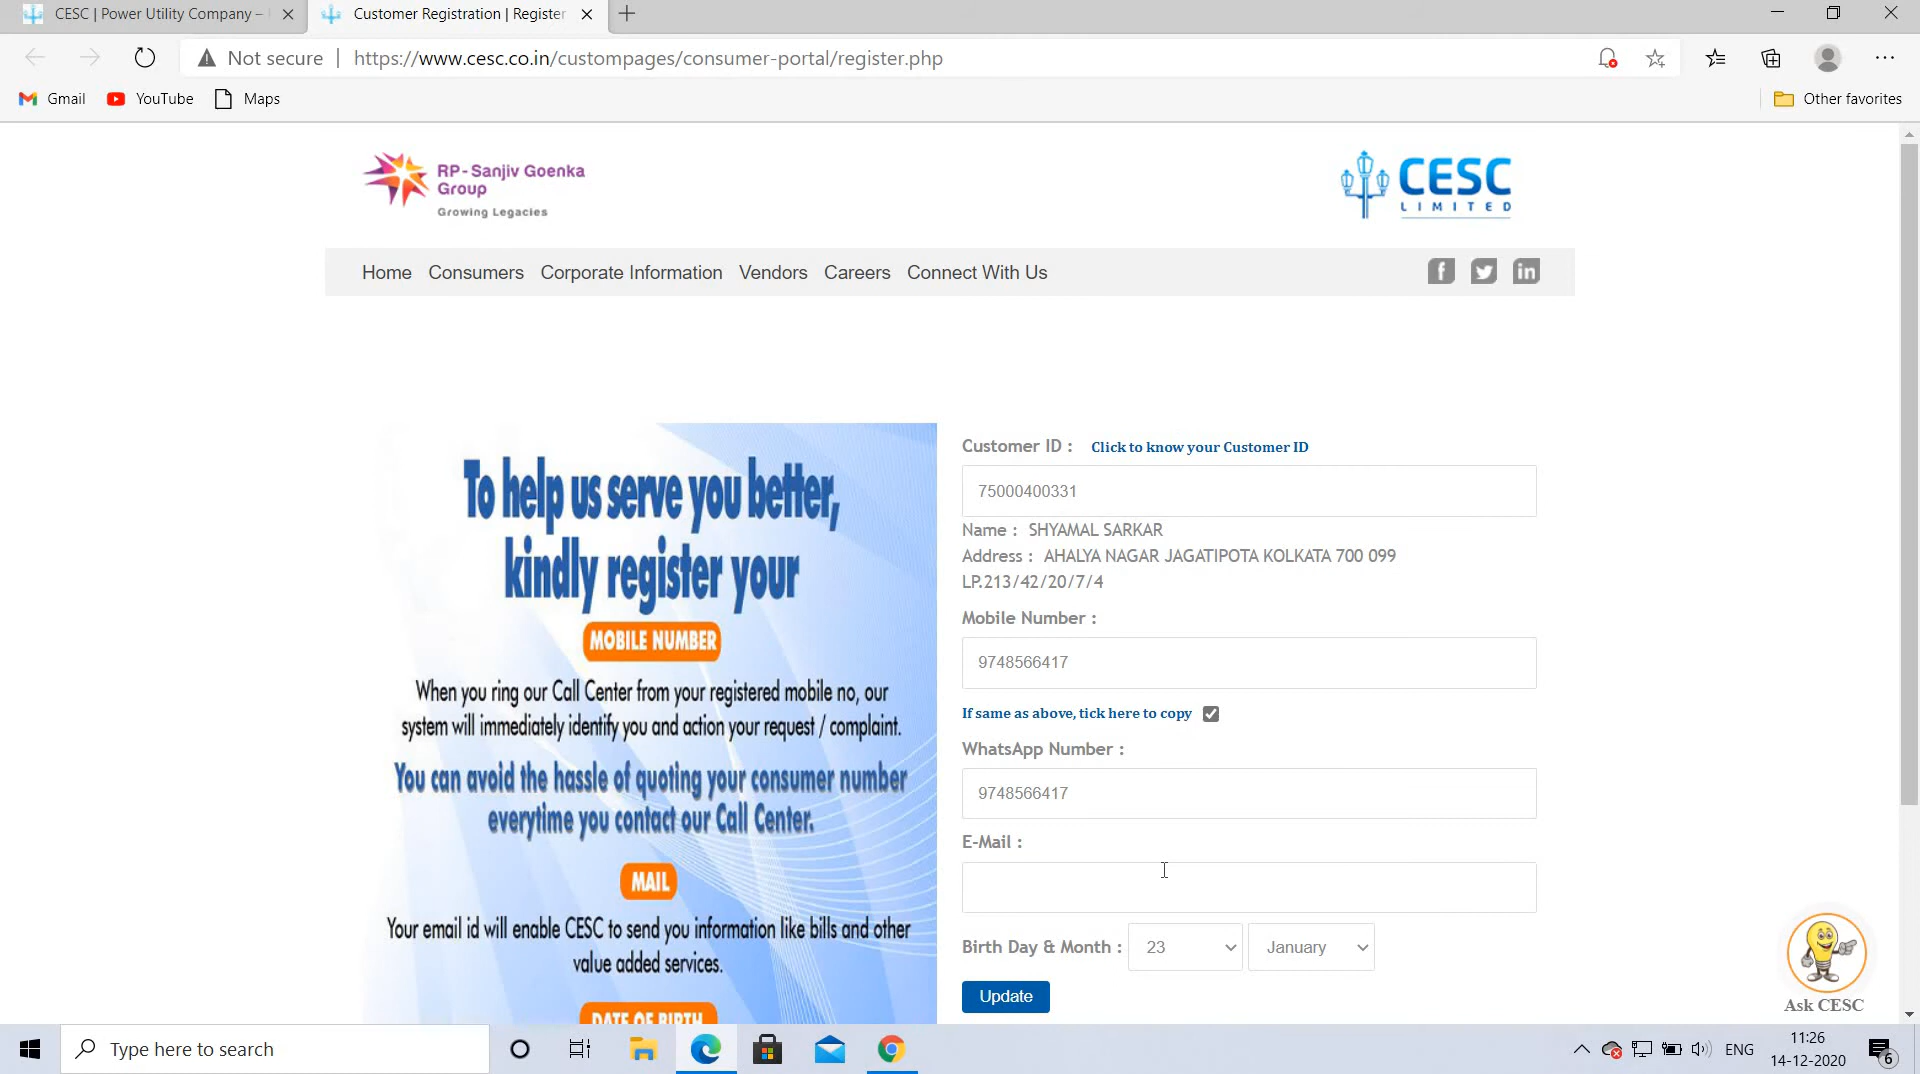 CESC | Power Utility Company –
Customer Registration | Register
Not secure
https://www.cesc.co.in/custompages/consumer-portal/register.php
Gmail
YouTube
Maps
Other favorites
RP-Sanjiv Goenka
Group
Growing Legacies
CESC
LIMITED
Home
Consumers
Corporate Information
Vendors
Careers
Connect With Us
To help us serve you better,
kindly register your
MOBILE NUMBER
When you ring our Call Center from your registered mobile no, our
system will immediately identify you and action your request / complaint.
You can avoid the hassle of quoting your consumer number
everytime you contact our Call Center.
MAIL
Your email id will enable CESC to send you information like bills and other
value added services.
DATE OF BIRTH
Customer ID :
Click to know your Customer ID
75000400331
Name : SHYAMAL SARKAR
Address : AHALYA NAGAR JAGATIPOTA KOLKATA 700 099
LP.213/42/20/7/4
Mobile Number :
9748566417
If same as above, tick here to copy
WhatsApp Number :
9748566417
E-Mail :
Birth Day & Month :
23
January
Update
Ask CESC
Type here to search
ENG
11:26
14-12-2020
6